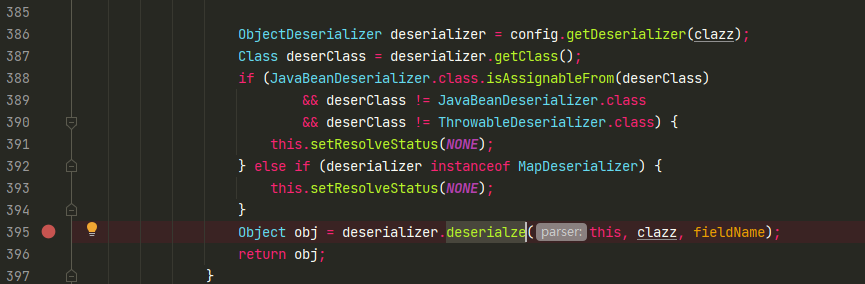 385
386 ObjectDeserializer deserializer = config.getDeserializer(clazz);
387 Class deserClass = deserializer.getClass();
388 if (JavaBeanDeserializer.class.isAssignableFrom(deserClass)
389 && deserClass != JavaBeanDeserializer.class
390 && deserClass != ThrowableDeserializer.class) {
391 this.setResolveStatus(NONE);
392 } else if (deserializer instanceof MapDeserializer) {
393 this.setResolveStatus(NONE);
394 }
395 Object obj = deserializer.deserialze( parser: this, clazz, fieldName);
396 return obj;
397 }